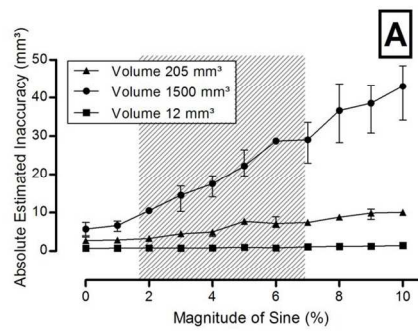 A
Absolute Estimated Inaccuracy (mm³)
50
40
30
20
10
0
Volume 205 mm³
Volume 1500 mm³
Volume 12 mm³
0 2 4 6 8 10
Magnitude of Sine (%)